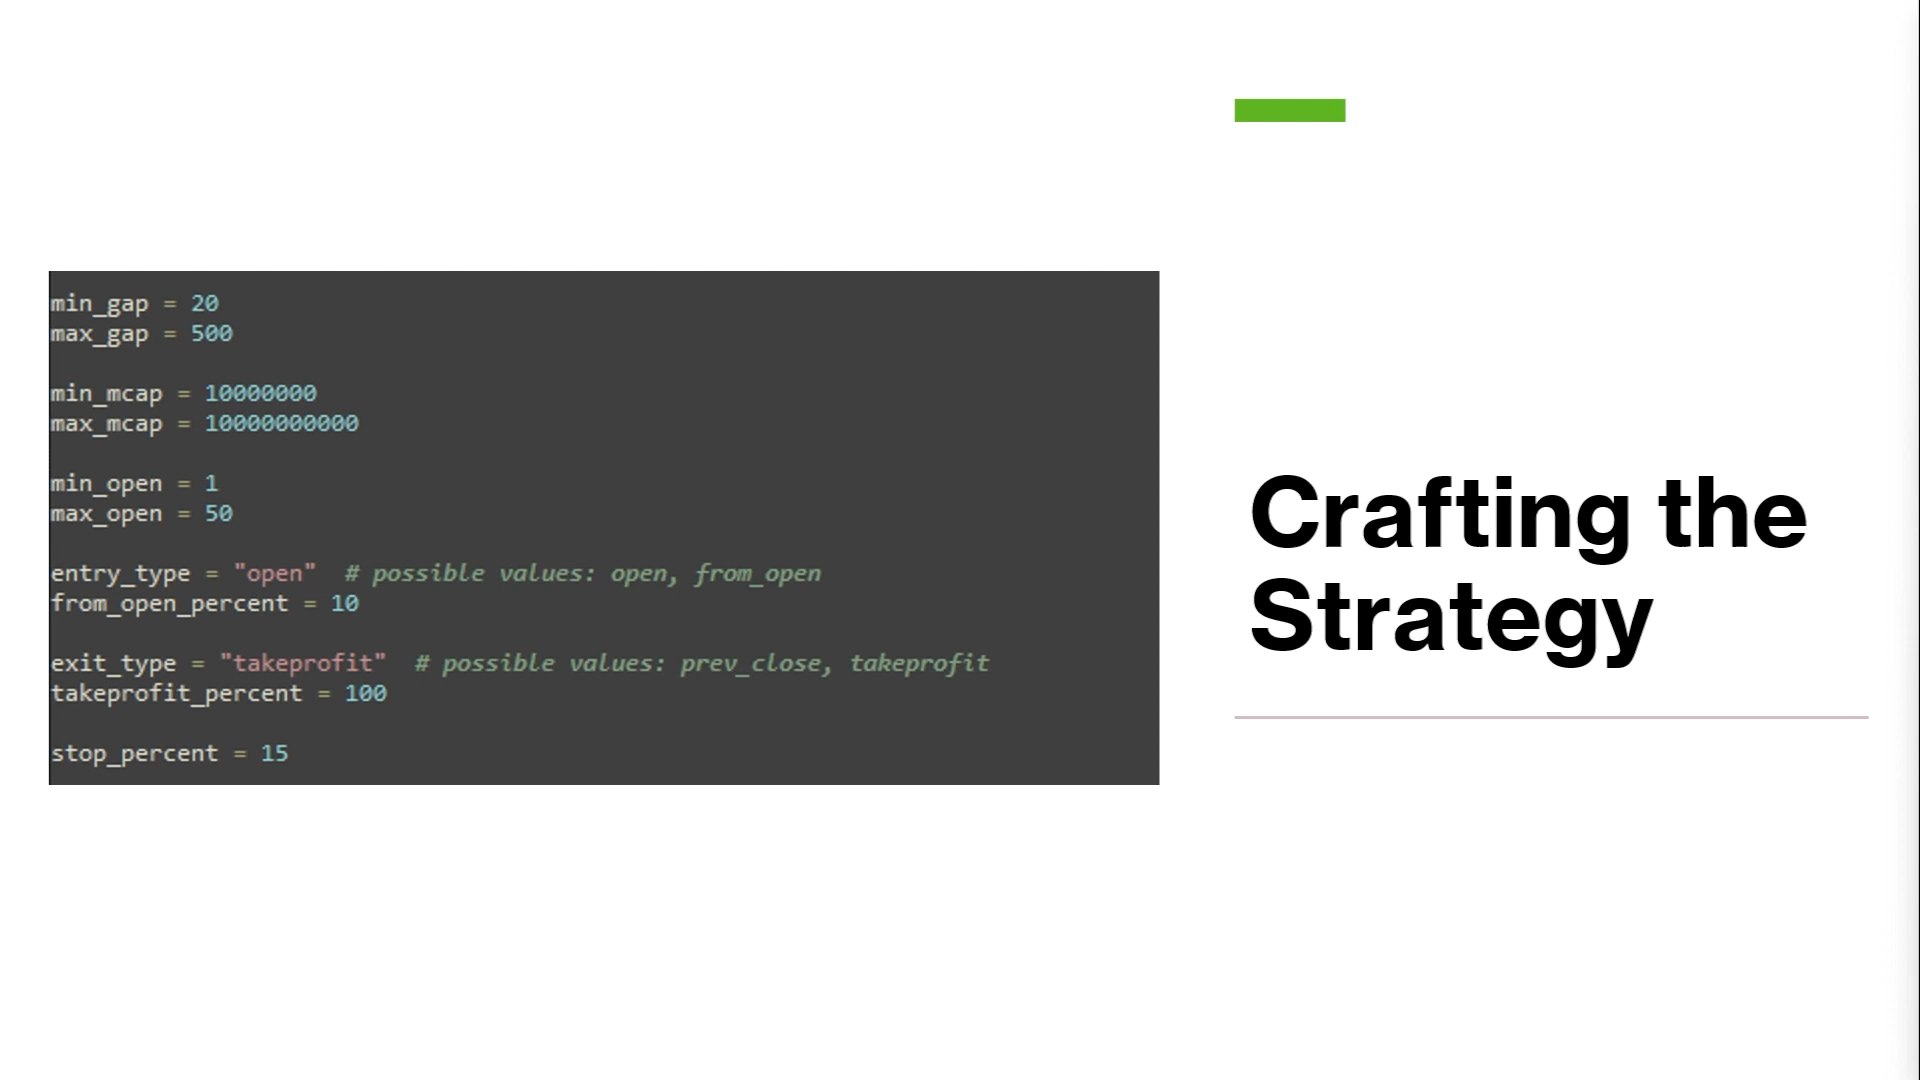 min_gap = 20
max_gap = 500
min_mcap = 10000000
max_mcap = 10000000000
min_open = 1
max_open = 50
entry_type = "open"  # possible values: open, from_open
from_open_percent = 10
exit_type = "takeprofit"  # possible values: prev_close, takeprofit
takeprofit_percent = 100
stop_percent = 15
Crafting the
Strategy